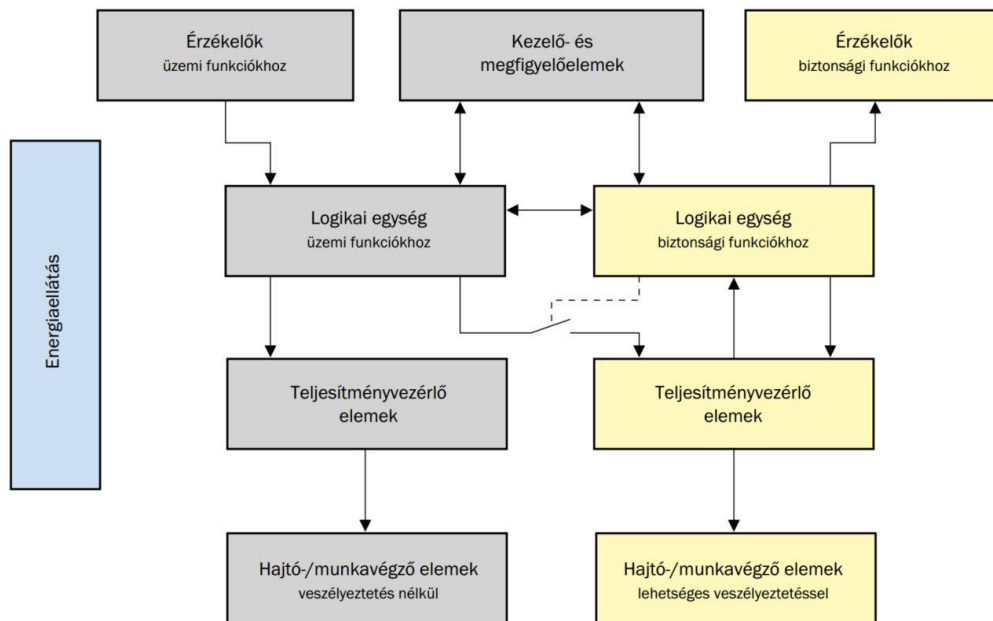 Érzékelők
üzemi funkciókhoz
Kezelő- és
megfigyelőelemek
Érzékelők
biztonsági funkciókhoz
Energiaellátás
Logikai egység
üzemi funkciókhoz
Logikai egység
biztonsági funkciókhoz
Teljesítményvezérlő
elemek
Teljesítményvezérlő
elemek
Hajtó-/munkavégző elemek
veszélyeztetés nélkül
Hajtó-/munkavégző elemek
lehetséges veszélyeztetéssel